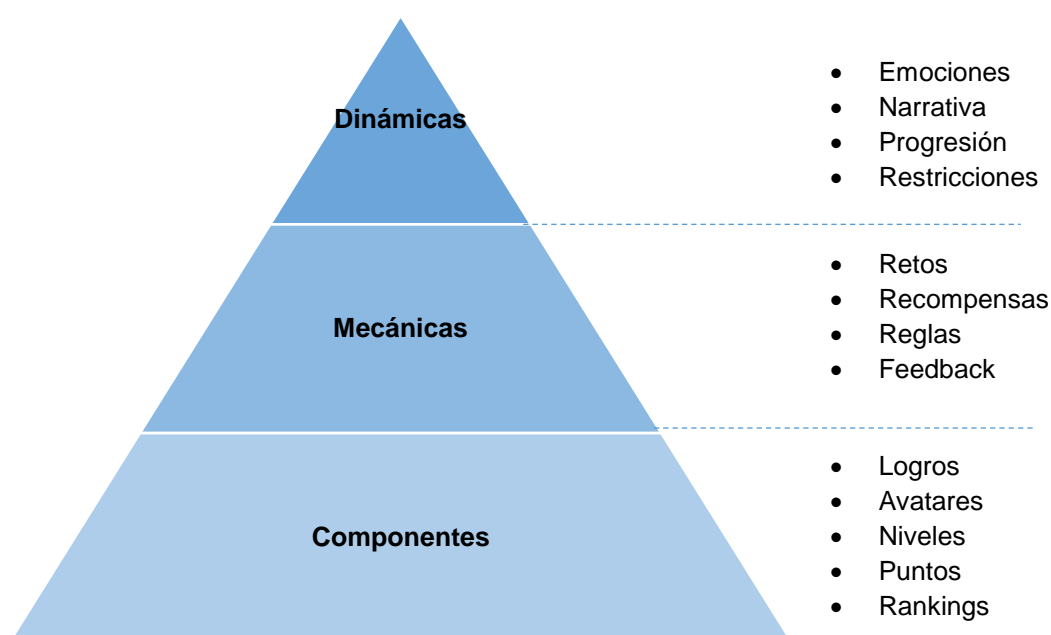 Dinámicas
• Emociones
• Narrativa
• Progresión
• Restricciones
Mecánicas
• Retos
• Recompensas
• Reglas
• Feedback
Componentes
• Logros
• Avatares
• Niveles
• Puntos
• Rankings